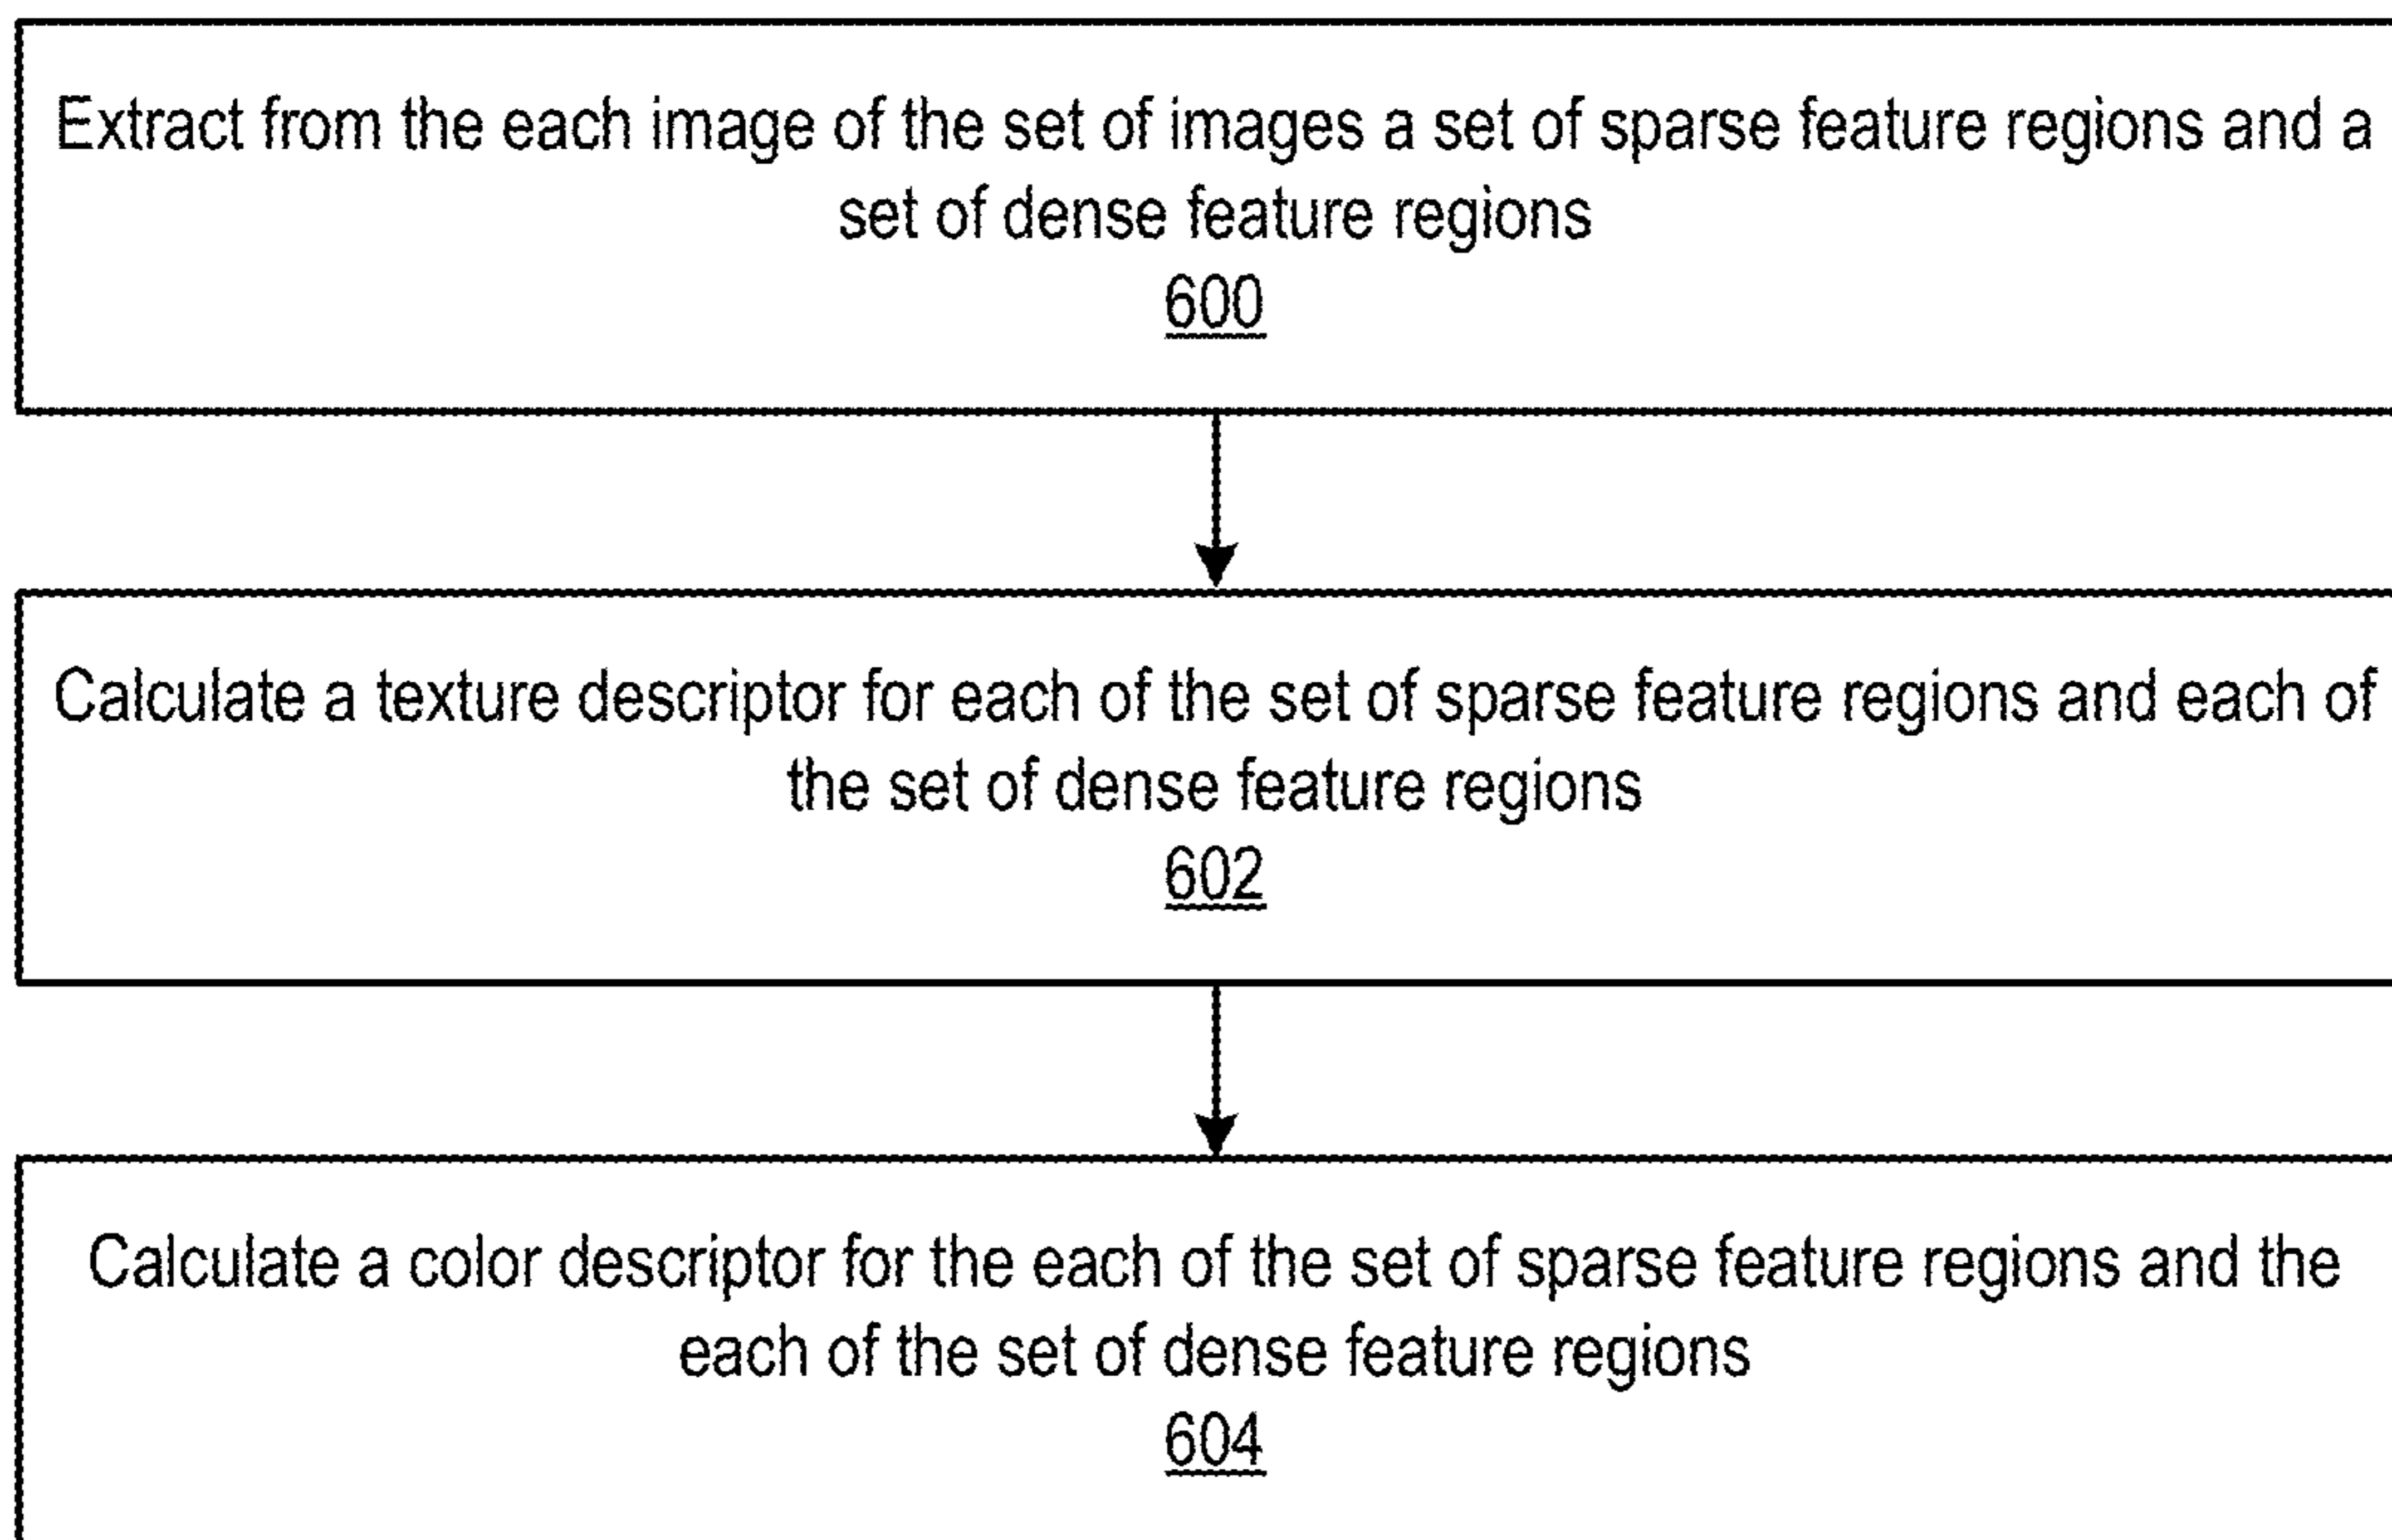 Extract from the each image of the set of images a set of sparse feature regions and a
set of dense feature regions
600
Calculate a texture descriptor for each of the set of sparse feature regions and each of
the set of dense feature regions
602
Calculate a color descriptor for the each of the set of sparse feature regions and the
each of the set of dense feature regions
604